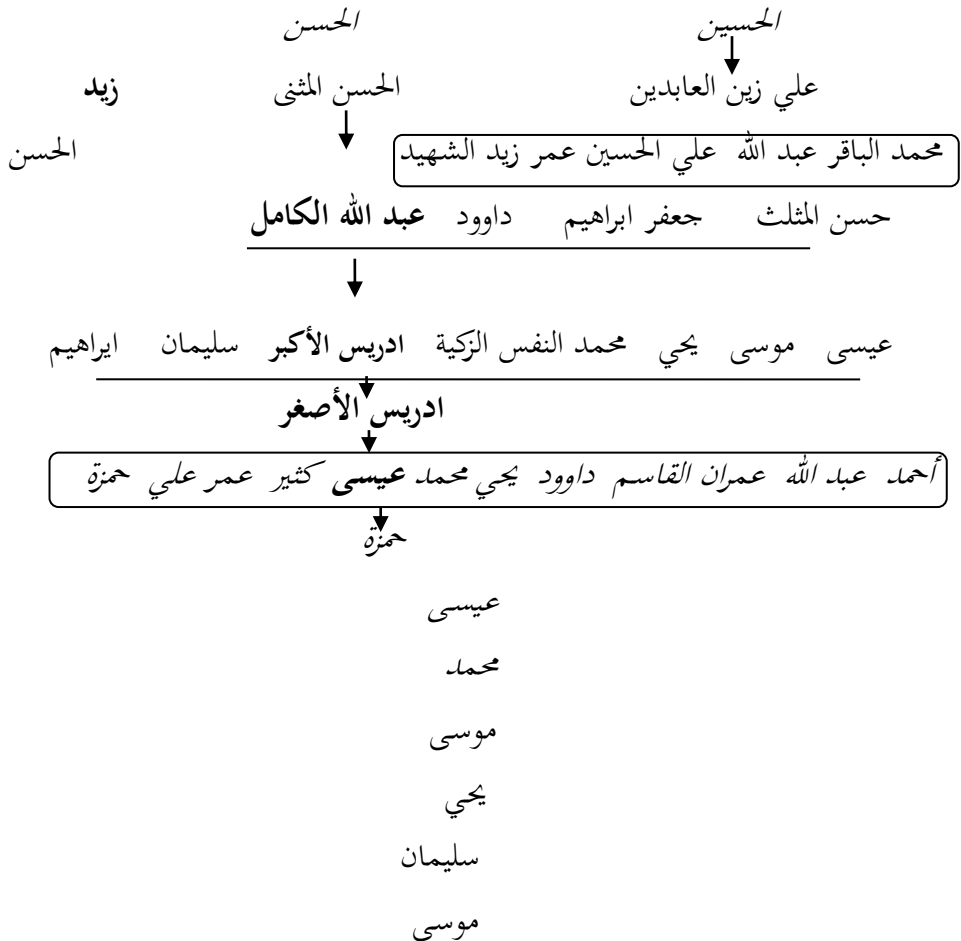 الحسين الحسن
علي زين العابدين الحسن المثنى زيد
محمد الباقر عبد الله علي الحسين عمر زيد الشهيد الحسن
حسن المثلث جعفر ابراهيم داوود عبد الله الكامل
عيسى موسى يحي محمد النفس الزكية ادريس الأكبر سليمان ايراهيم
ادريس الأصغر
أحمد عبد الله عمران القاسم داوود يحي محمد عيسى كثير عمر علي حمزة
حمزة
عيسى
محمد
موسى
يحي
سليمان
موسى